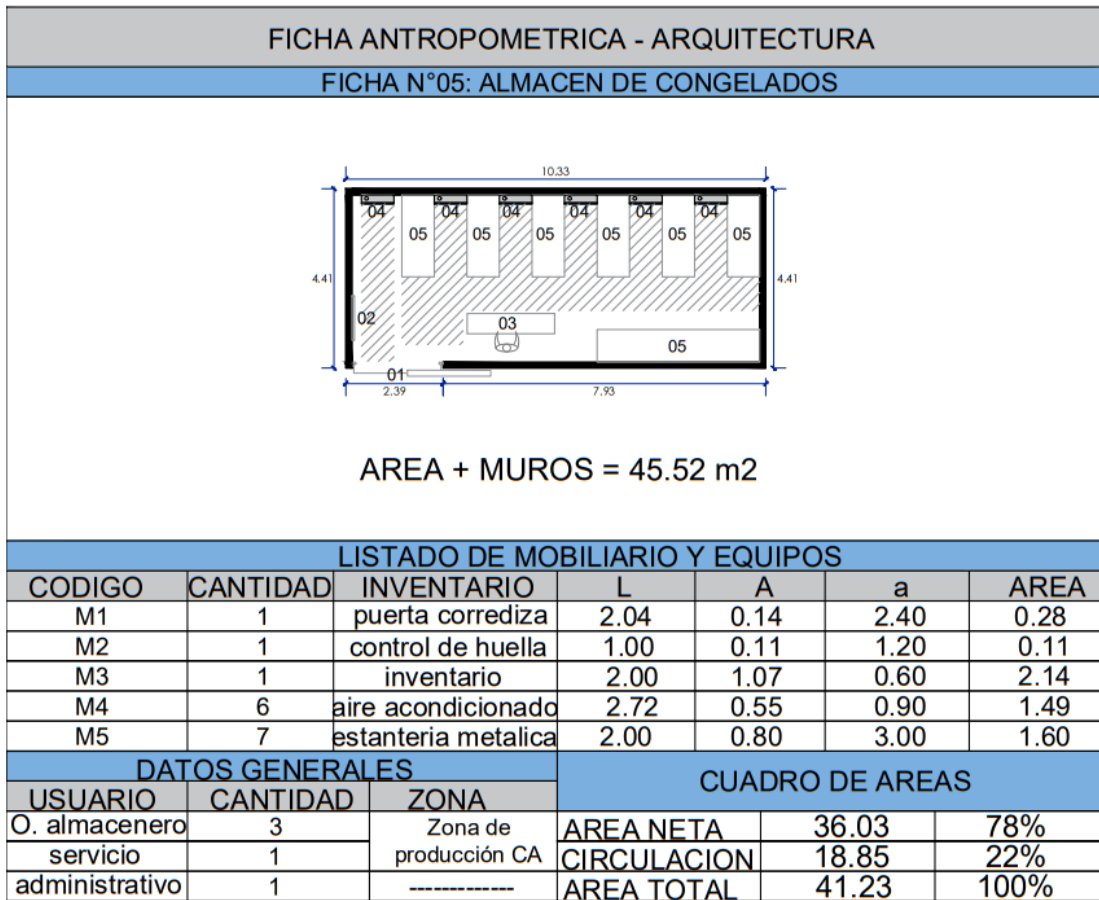 FICHA ANTROPOMETRICA - ARQUITECTURA
FICHA N°05: ALMACEN DE CONGELADOS
10.33
04 04 04 04 04 04
05 05 05 05 05 05
4.41 4.41
02 03
05
01
2.39 7.93
AREA + MUROS = 45.52 m2
LISTADO DE MOBILIARIO Y EQUIPOS
CODIGO CANTIDAD INVENTARIO L A a AREA
M1 1 puerta corrediza 2.04 0.14 2.40 0.28
M2 1 control de huella 1.00 0.11 1.20 0.11
M3 1 inventario 2.00 1.07 0.60 2.14
M4 6 aire acondicionado 2.72 0.55 0.90 1.49
M5 7 estanteria metalica 2.00 0.80 3.00 1.60
DATOS GENERALES
USUARIO CANTIDAD ZONA
O. almacenero 3 Zona de
servicio 1 producción CA
administrativo 1 -------------
CUADRO DE AREAS
AREA NETA 36.03 78%
CIRCULACION 18.85 22%
AREA TOTAL 41.23 100%